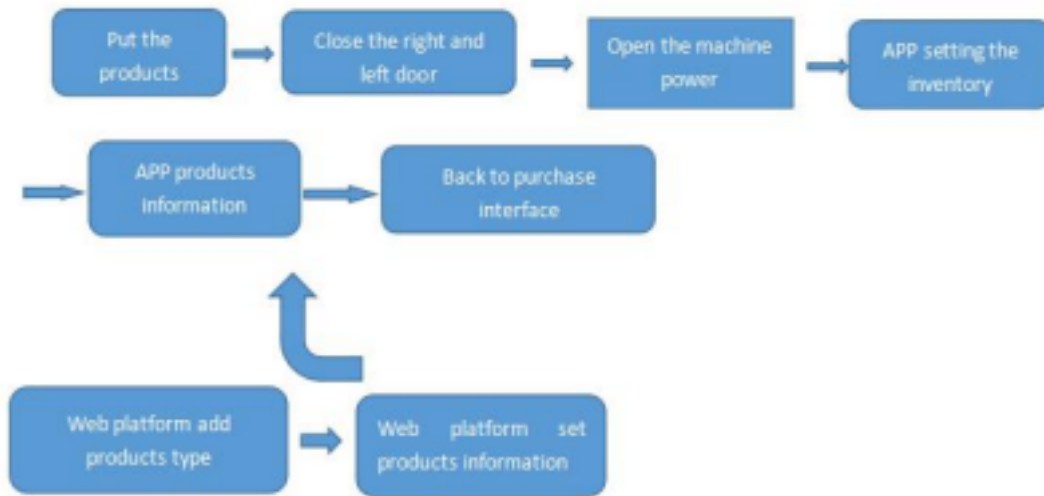 Put the
products
Close the right and
left door
Open the machine
power
APP setting the
inventory
APP products
information
Back to purchase
interface
Web platform add
products type
Web platform set
products information